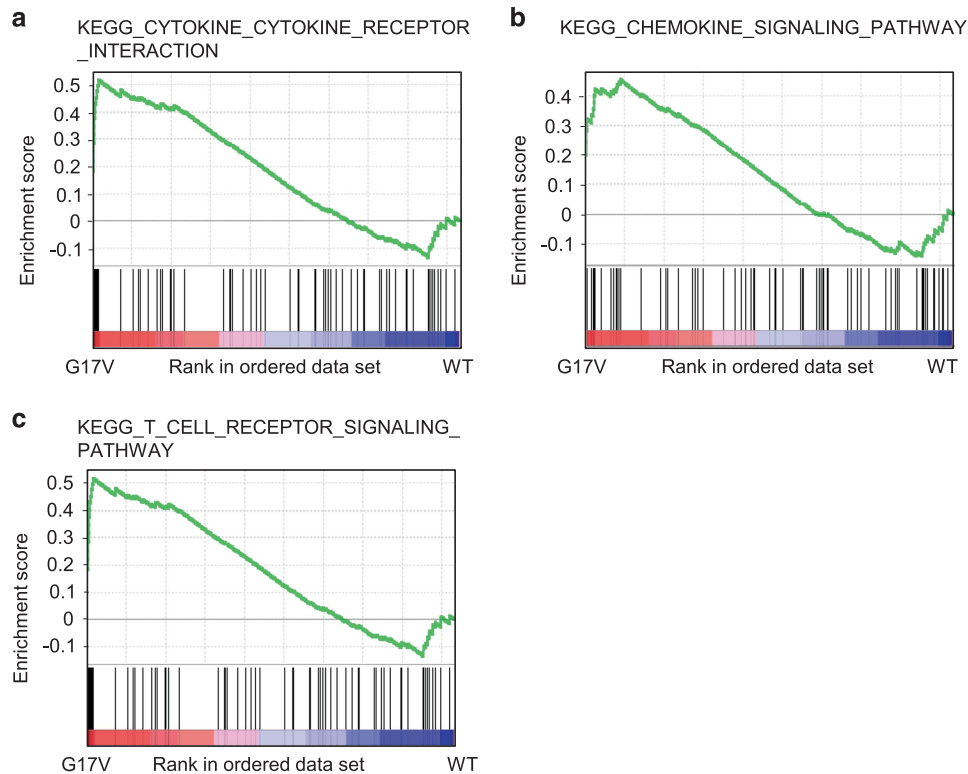 a
KEGG_CYTOKINE_CYTOKINE_RECEPTOR
_INTERACTION
Enrichment score
0.5
0.4
0.3
0.2
0.1
0
-0.1
G17V
Rank in ordered data set
WT
b
KEGG_CHEMOKINE_SIGNALING_PATHWAY
Enrichment score
0.4
0.3
0.2
0.1
0
-0.1
G17V
Rank in ordered data set
WT
c
KEGG_T_CELL_RECEPTOR_SIGNALING_
PATHWAY
Enrichment score
0.5
0.4
0.3
0.2
0.1
0
-0.1
G17V
Rank in ordered data set
WT